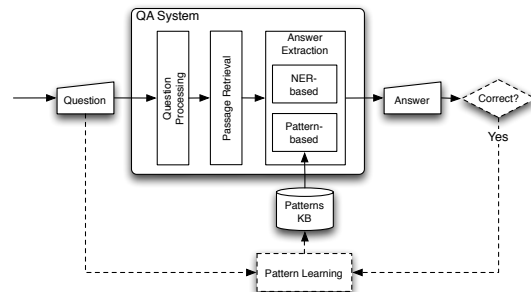 QA System
Question
Question
Processing
Passage Retrieval
Answer
Extraction
NER-
based
Pattern-
based
Answer
Correct?
Yes
Patterns
KB
Pattern Learning